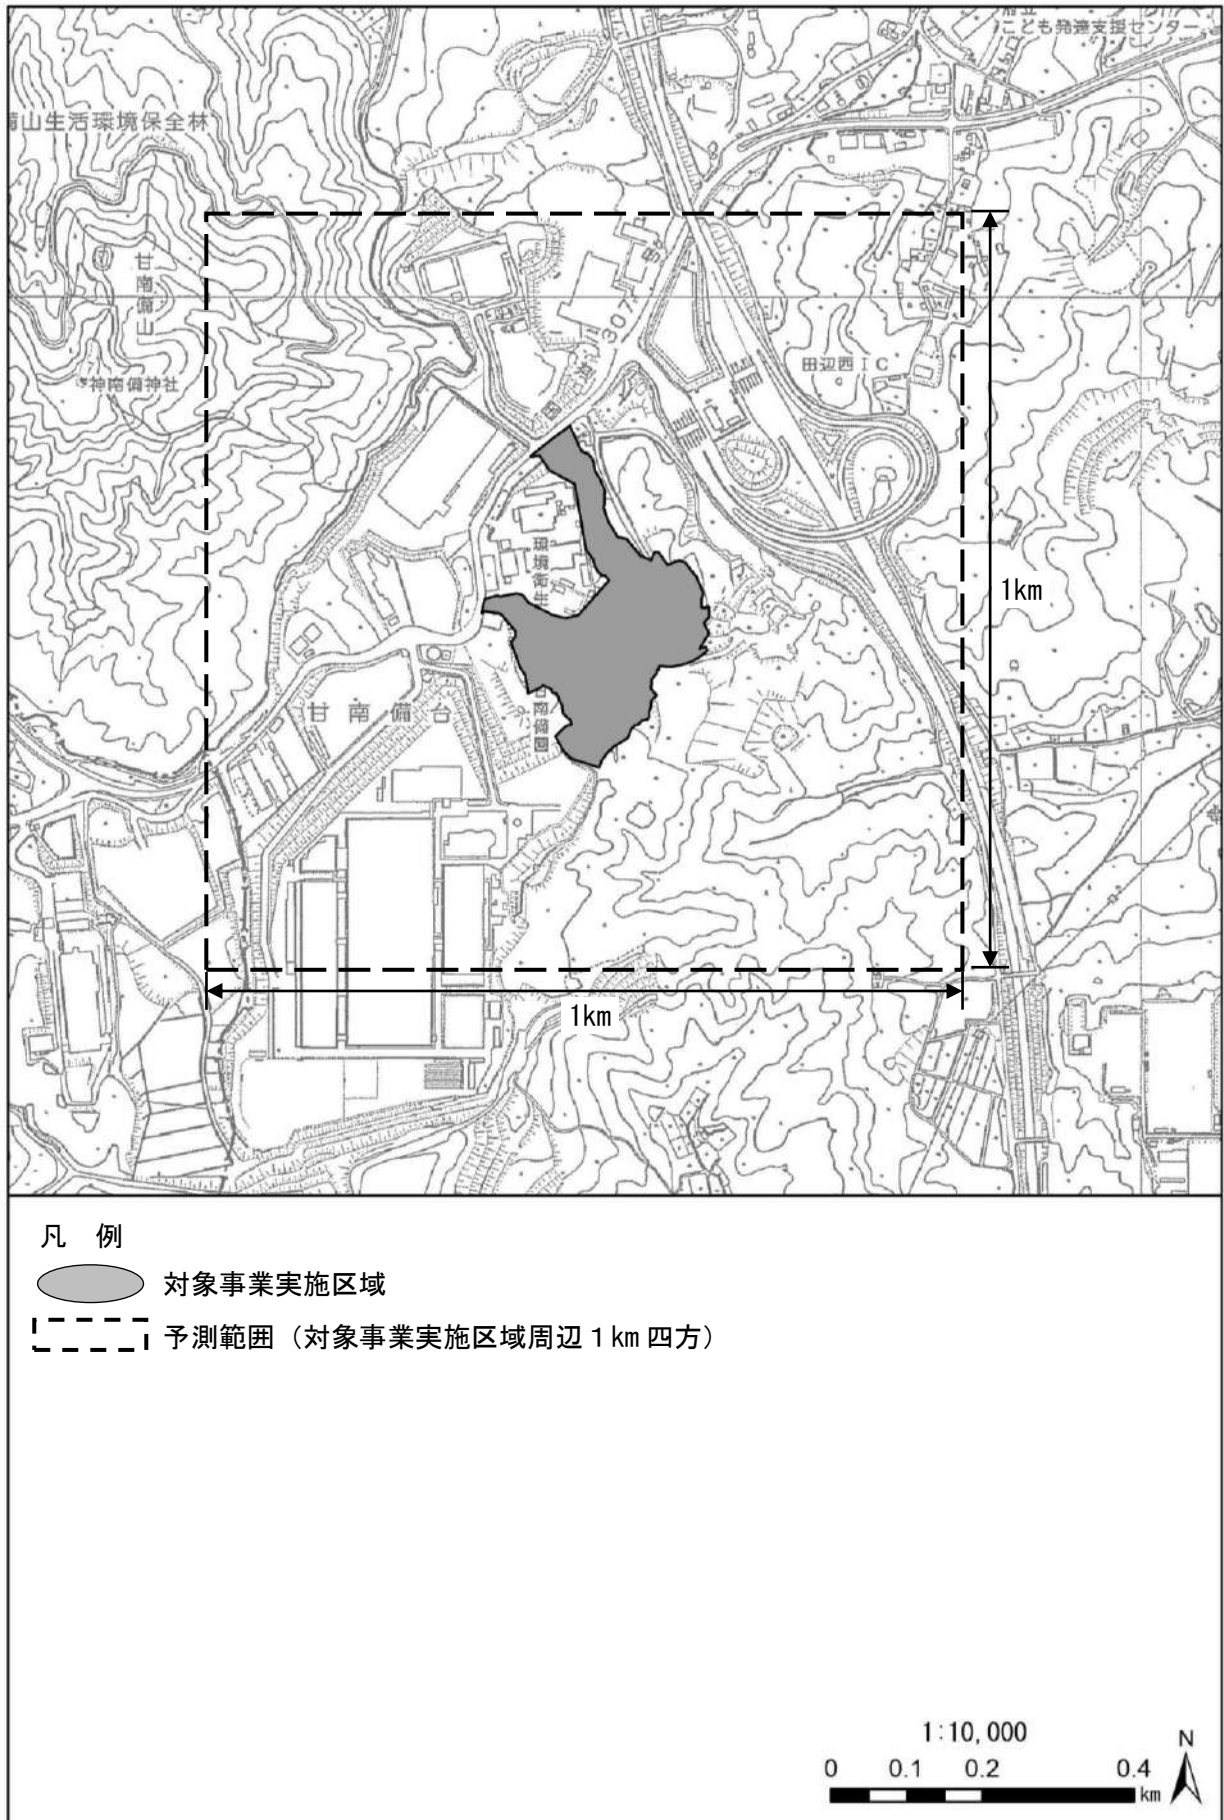 こども発達支援センター
山生活環境保全林
甘南備山
神南備神社
307
田辺西IC
環境衛生
甘南備園
甘南備台
1km
1km
凡 例
対象事業実施区域
予測範囲（対象事業実施区域周辺1km四方）
1:10,000
N
0 0.1 0.2 0.4
km